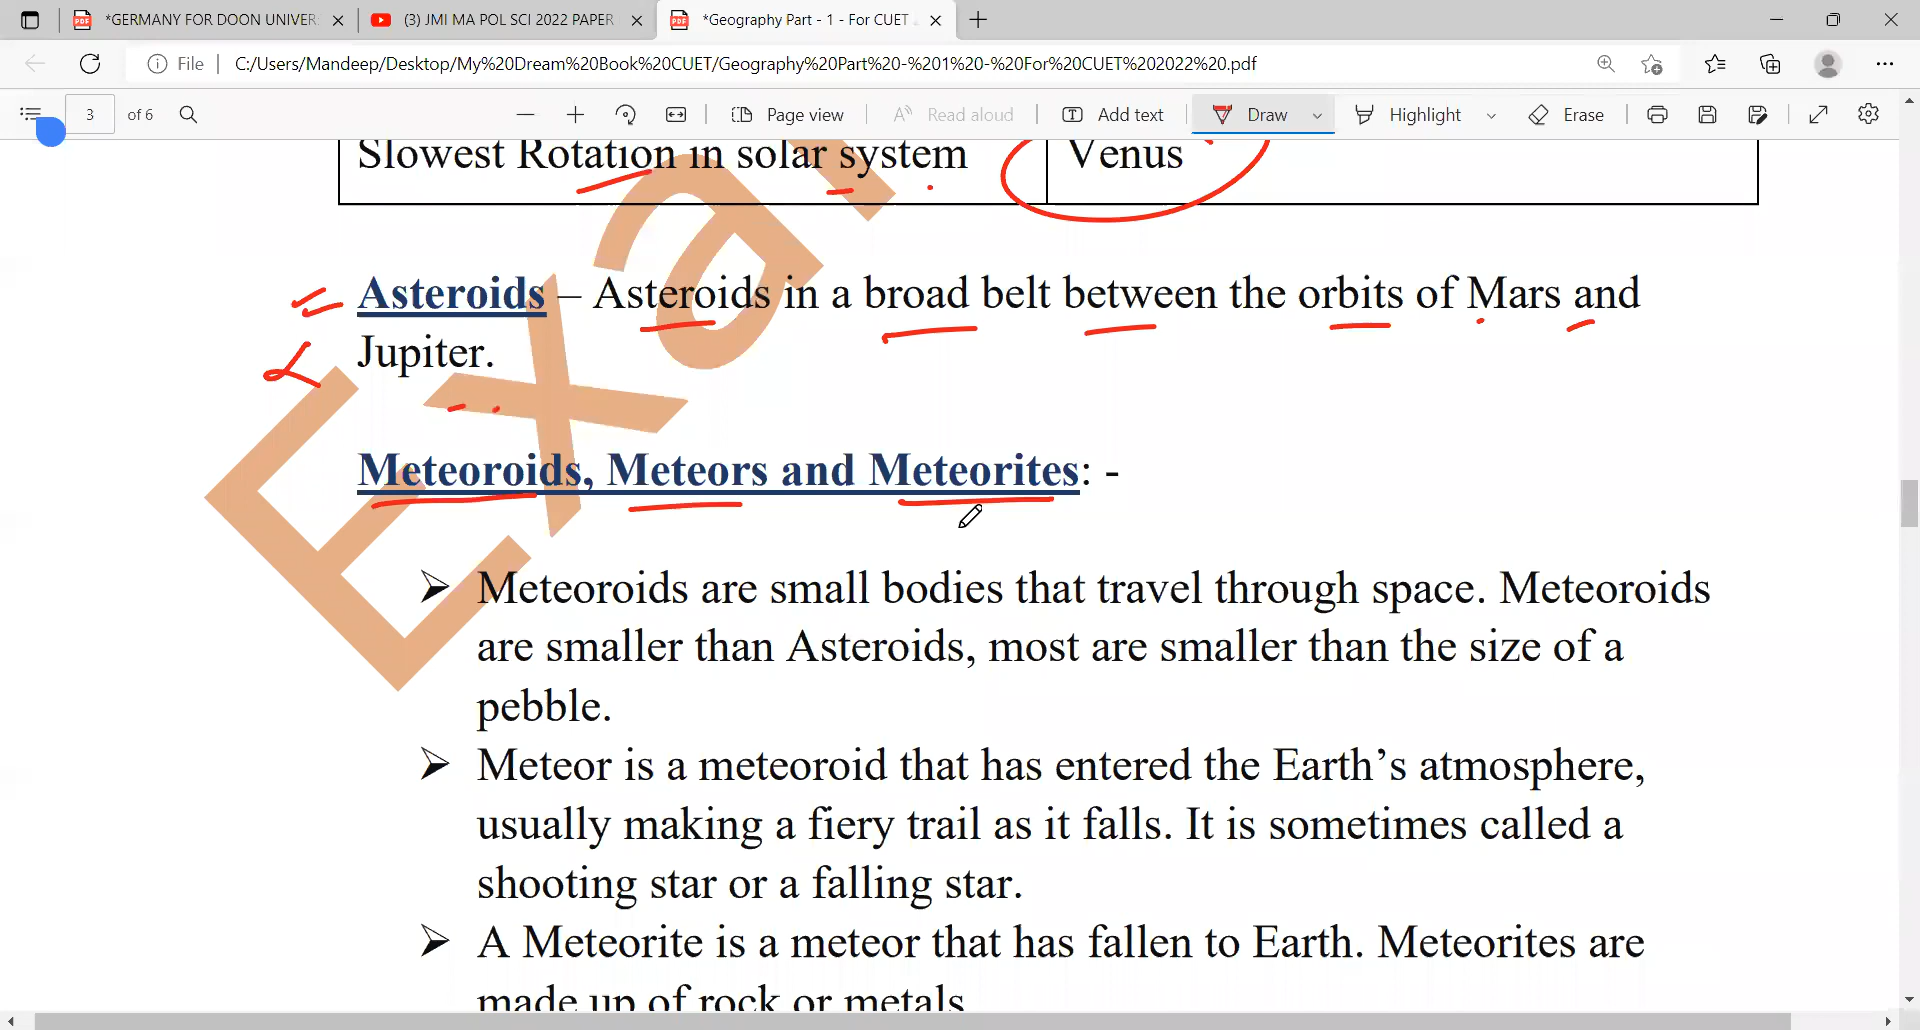 *GERMANY FOR DOON UNIVER
(3) JMI MA POL SCI 2022 PAPER
*Geography Part - 1 - For CUET
File
C:/Users/Mandeep/Desktop/My%20Dream%20Book%20CUET/Geography%20Part%20-%201%20-%20For%20CUET%202022%20.pdf
3 of 6
Page view
Read aloud
Add text
Draw
Highlight
Erase
Slowest Rotation in solar system Venus
Asteroids – Asteroids in a broad belt between the orbits of Mars and
Jupiter.
Meteoroids, Meteors and Meteorites: -
➢ Meteoroids are small bodies that travel through space. Meteoroids
are smaller than Asteroids, most are smaller than the size of a
pebble.
➢ Meteor is a meteoroid that has entered the Earth’s atmosphere,
usually making a fiery trail as it falls. It is sometimes called a
shooting star or a falling star.
➢ A Meteorite is a meteor that has fallen to Earth. Meteorites are
made up of rock or metals
Exa